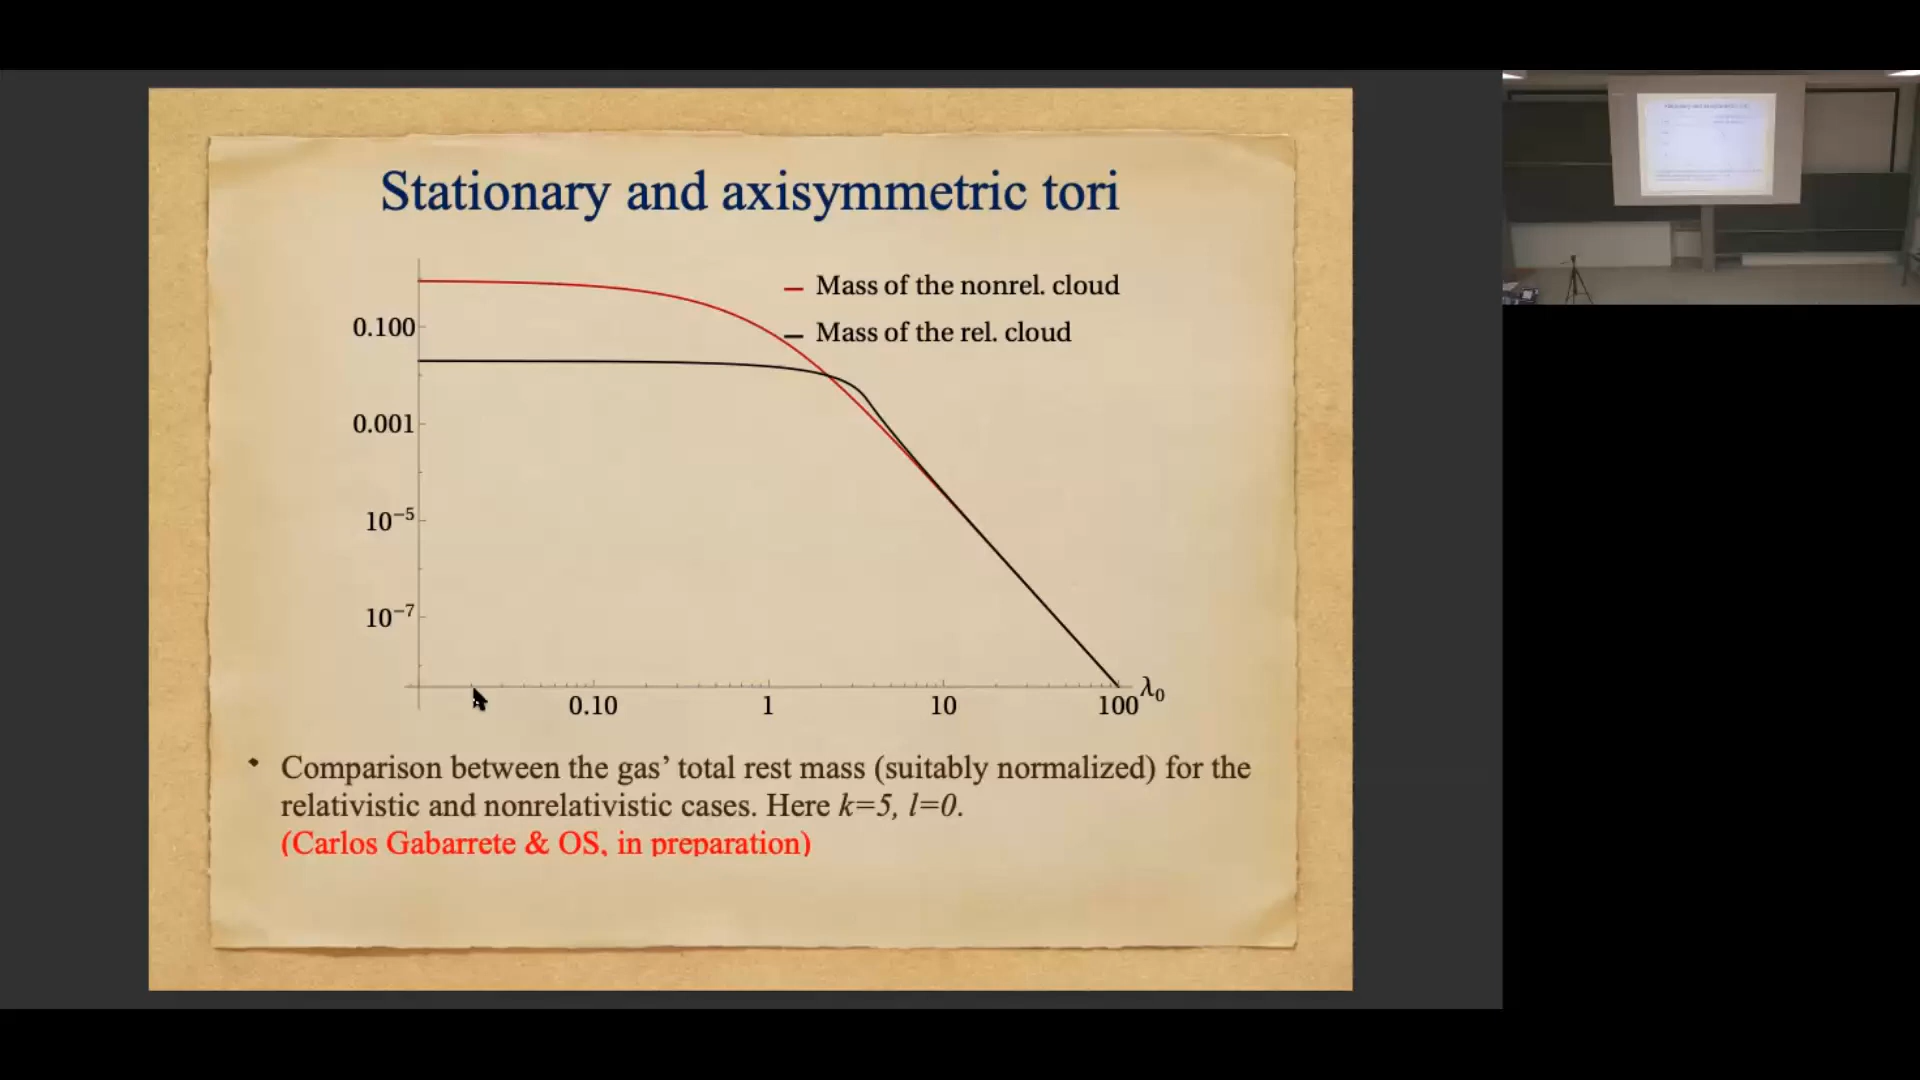 Stationary and axisymmetric tori
Mass of the nonrel. cloud
Mass of the rel. cloud
0.100
0.001
10⁻⁵
10⁻⁷
0.10 1 10 100 λ₀
• Comparison between the gas’ total rest mass (suitably normalized) for the
relativistic and nonrelativistic cases. Here k=5, l=0.
(Carlos Gabarrete & OS, in preparation)